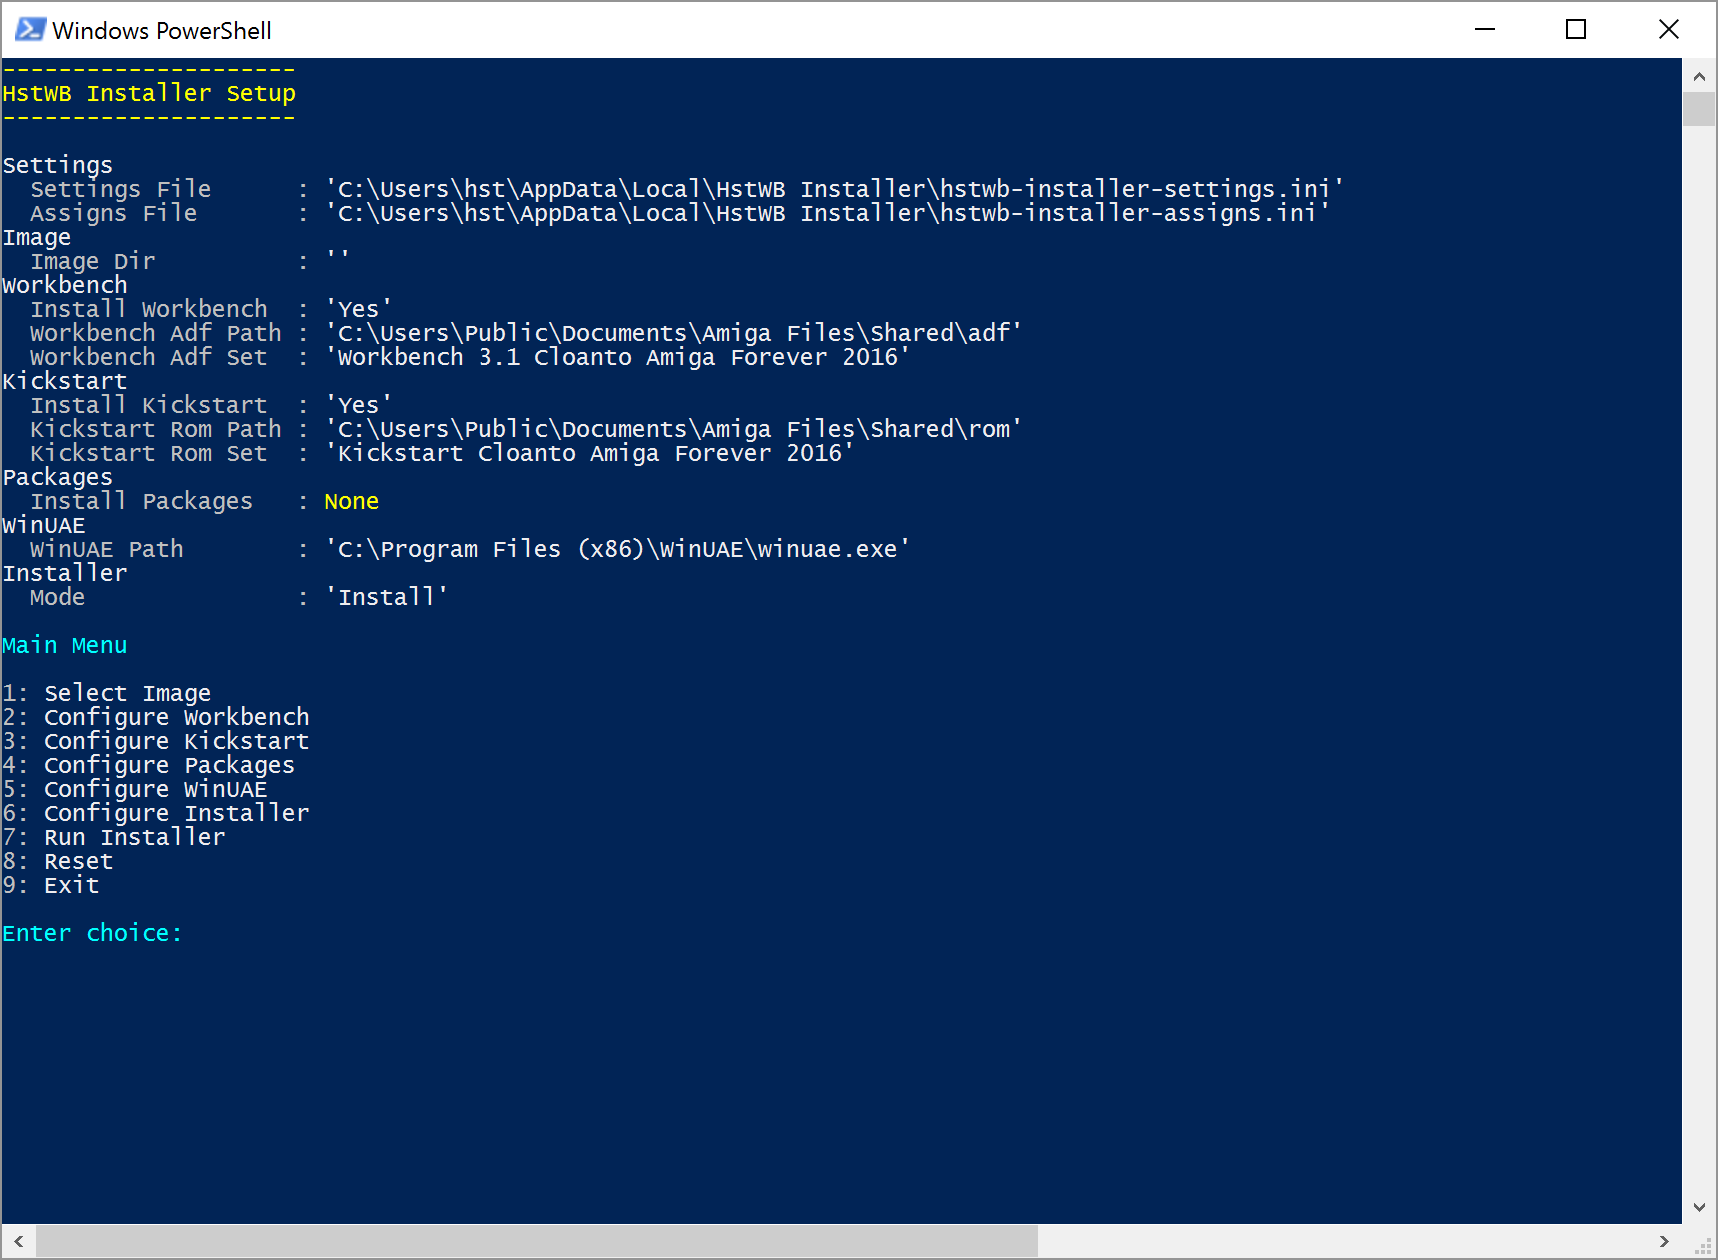 Windows PowerShell
---------------------
HstWB Installer Setup
---------------------
Settings
  Settings File      : 'C:\Users\hst\AppData\Local\HstWB Installer\hstwb-installer-settings.ini'
  Assigns File       : 'C:\Users\hst\AppData\Local\HstWB Installer\hstwb-installer-assigns.ini'
Image
  Image Dir          : ''
Workbench
  Install Workbench  : 'Yes'
  Workbench Adf Path : 'C:\Users\Public\Documents\Amiga Files\Shared\adf'
  Workbench Adf Set  : 'Workbench 3.1 Cloanto Amiga Forever 2016'
Kickstart
  Install Kickstart  : 'Yes'
  Kickstart Rom Path : 'C:\Users\Public\Documents\Amiga Files\Shared\rom'
  Kickstart Rom Set  : 'Kickstart Cloanto Amiga Forever 2016'
Packages
  Install Packages   : None
WinUAE
  WinUAE Path        : 'C:\Program Files (x86)\WinUAE\winuae.exe'
Installer
  Mode               : 'Install'
Main Menu
1: Select Image
2: Configure Workbench
3: Configure Kickstart
4: Configure Packages
5: Configure WinUAE
6: Configure Installer
7: Run Installer
8: Reset
9: Exit
Enter choice: